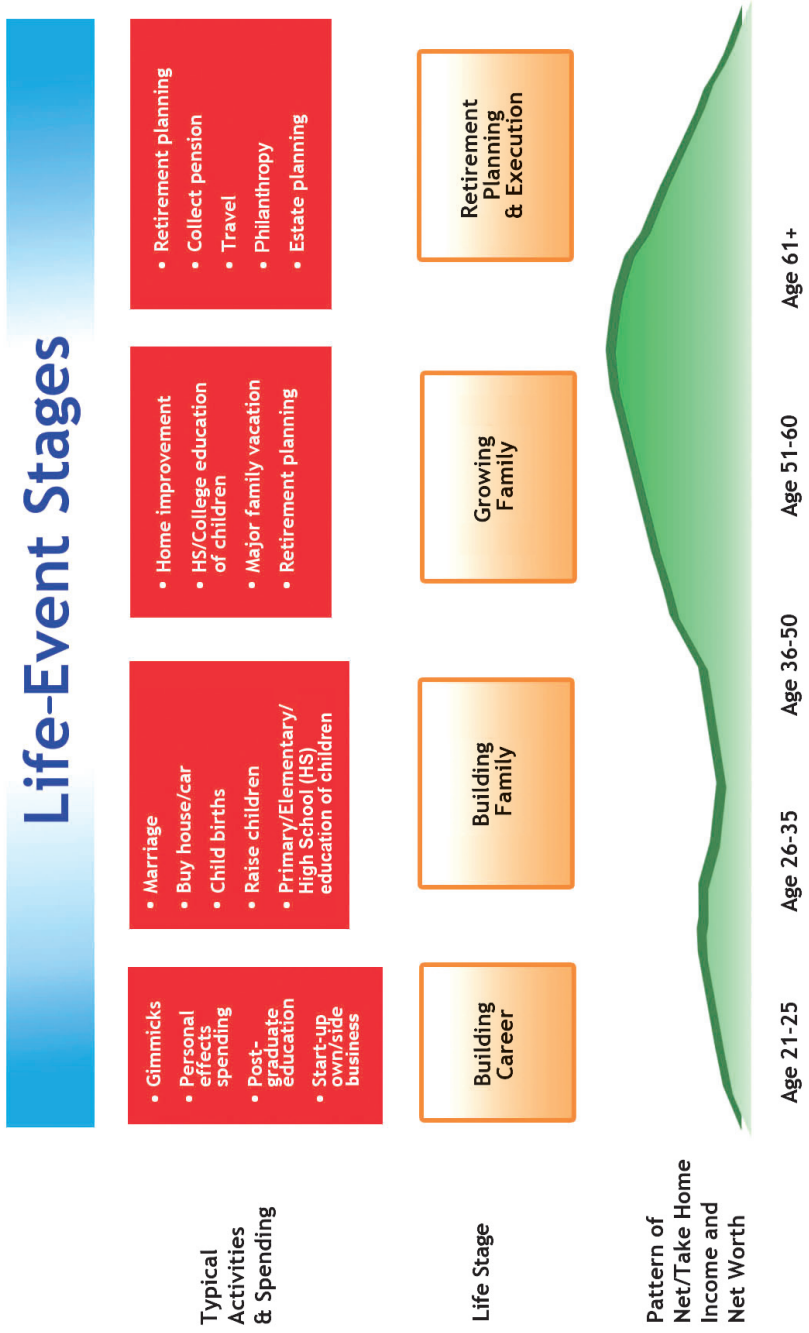 Life-Event Stages
Typical
Activities
& Spending
• Gimmicks
• Personal
effects
spending
• Post-
graduate
education
• Start-up
own/side
business
• Marriage
• Buy house/car
• Child births
• Raise children
• Primary/Elementary/
High School (HS)
education of children
• Home improvement
• HS/College education
of children
• Major family vacation
• Retirement planning
• Retirement planning
• Collect pension
• Travel
• Philanthropy
• Estate planning
Life Stage
Building
Career
Building
Family
Growing
Family
Retirement
Planning
& Execution
Pattern of
Net/Take Home
Income and
Net Worth
Age 21-25
Age 26-35
Age 36-50
Age 51-60
Age 61+